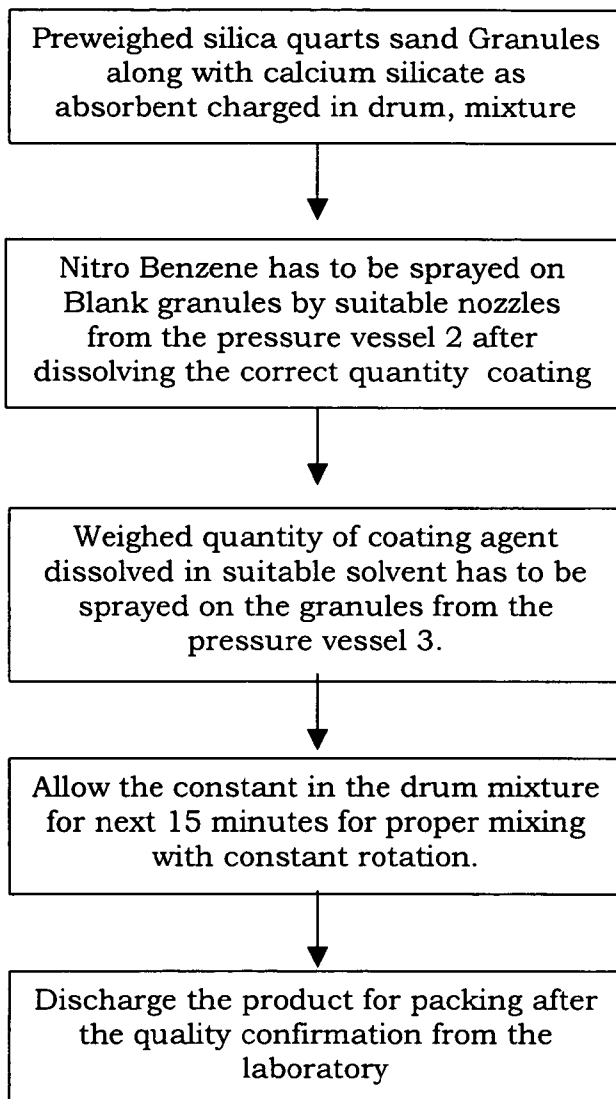 Preweighed silica quarts sand Granules
along with calcium silicate as
absorbent charged in drum, mixture
Nitro Benzene has to be sprayed on
Blank granules by suitable nozzles
from the pressure vessel 2 after
dissolving the correct quantity coating
Weighed quantity of coating agent
dissolved in suitable solvent has to be
sprayed on the granules from the
pressure vessel 3.
Allow the constant in the drum mixture
for next 15 minutes for proper mixing
with constant rotation.
Discharge the product for packing after
the quality confirmation from the
laboratory